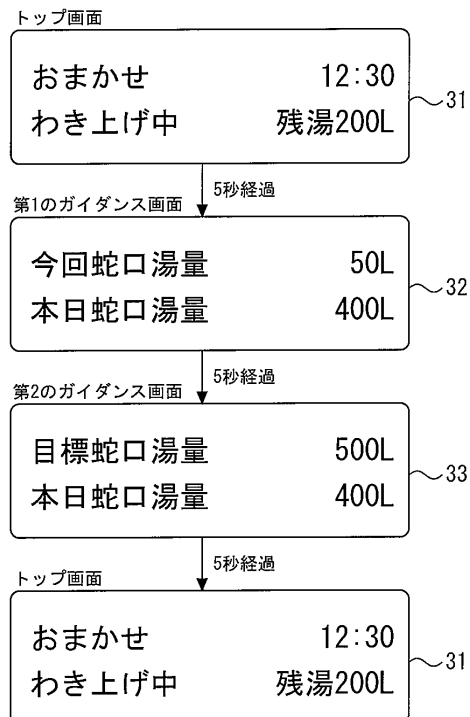 トップ画面
おまかせ 12:30
わき上げ中 残湯200L
31
5秒経過
第1のガイダンス画面
今回蛇口湯量 50L
本日蛇口湯量 400L
32
5秒経過
第2のガイダンス画面
目標蛇口湯量 500L
本日蛇口湯量 400L
33
5秒経過
トップ画面
おまかせ 12:30
わき上げ中 残湯200L
31